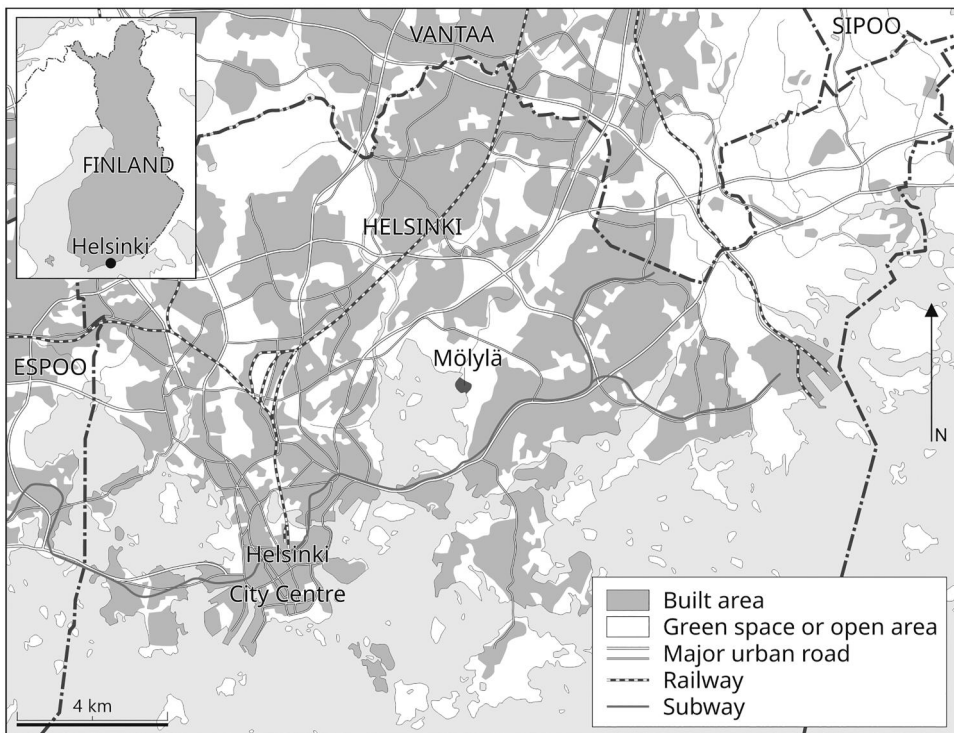 VANTAA
SIPOO
FINLAND
Helsinki
HELSINKI
ESPOO
Mölylä
N
Helsinki
City Centre
Built area
Green space or open area
Major urban road
Railway
Subway
4 km